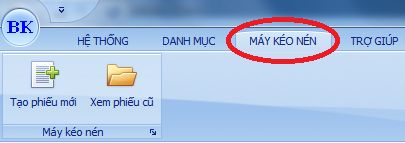 BK
HỆ THỐNG DANH MỤC MÁY KÉO NÉN TRỢ GIÚP
Tạo phiếu mới Xem phiếu cũ
Máy kéo nén